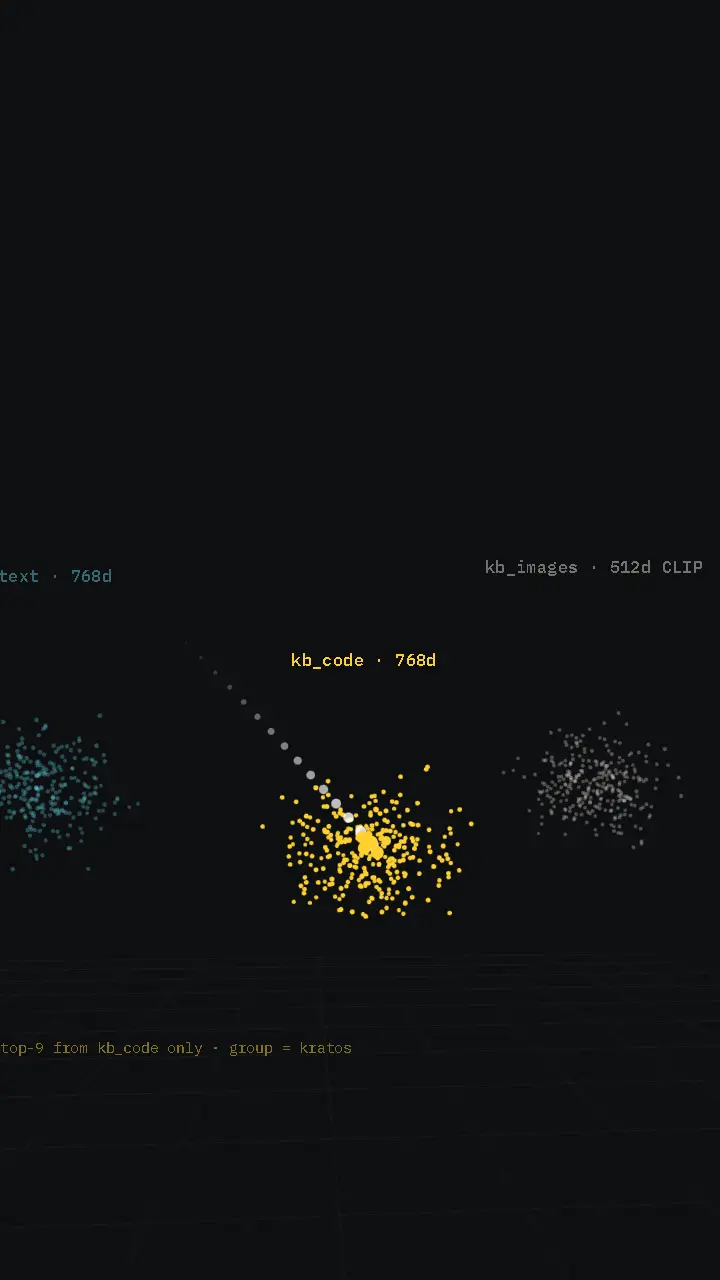 kb_images · 512d CLIP
text · 768d
kb_code · 768d
top-9 from kb_code only · group = kratos